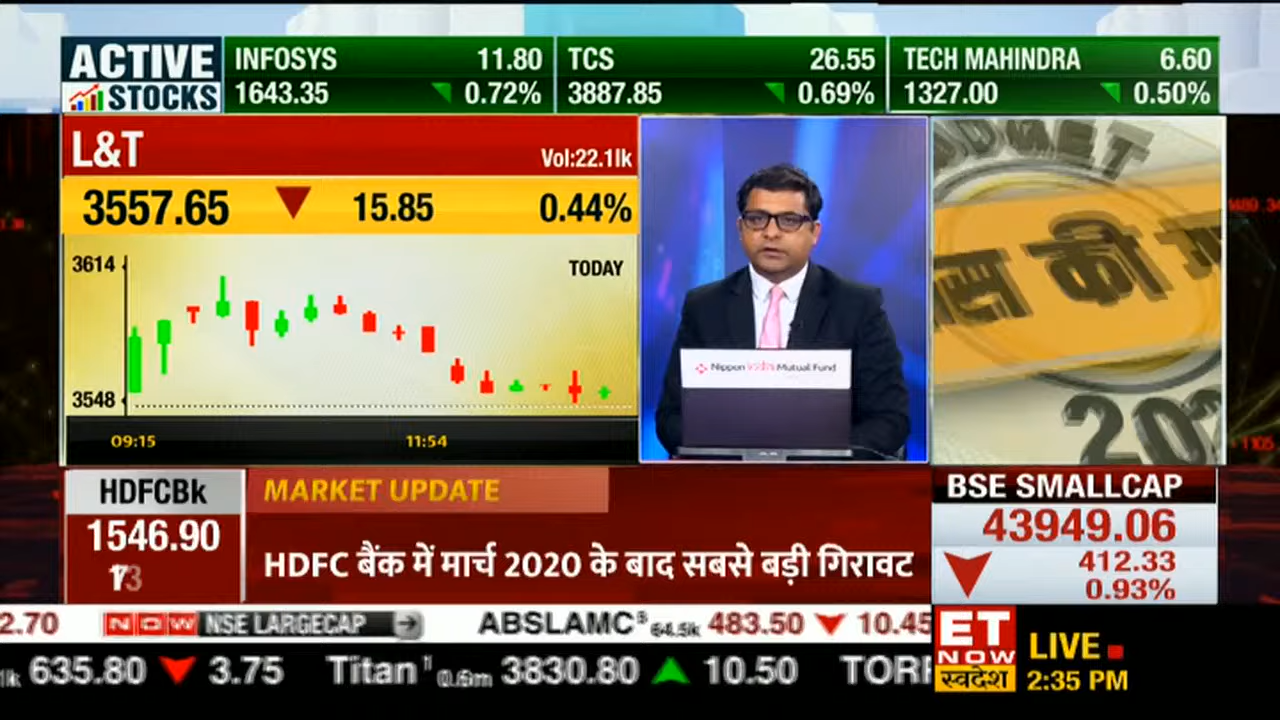 ACTIVE STOCKS
INFOSYS 11.80
1643.35 0.72%
TCS 26.55
3887.85 0.69%
TECH MAHINDRA 6.60
1327.00 0.50%
L&T Vol:22.1lk
3557.65 15.85 0.44%
3614 TODAY
3548
09:15 11:54
Nippon India Mutual Fund
की
HDFCBk
1546.90
MARKET UPDATE
HDFC बैंक में मार्च 2020 के बाद सबसे बड़ी गिरावट
BSE SMALLCAP
43949.06
412.33
0.93%
2.70 NOW NSE LARGECAP ABSLAMC 64.5k 483.50 10.45
635.80 3.75 Titan 0.6m 3830.80 10.50
ET NOW स्वदेश
LIVE
2:35 PM